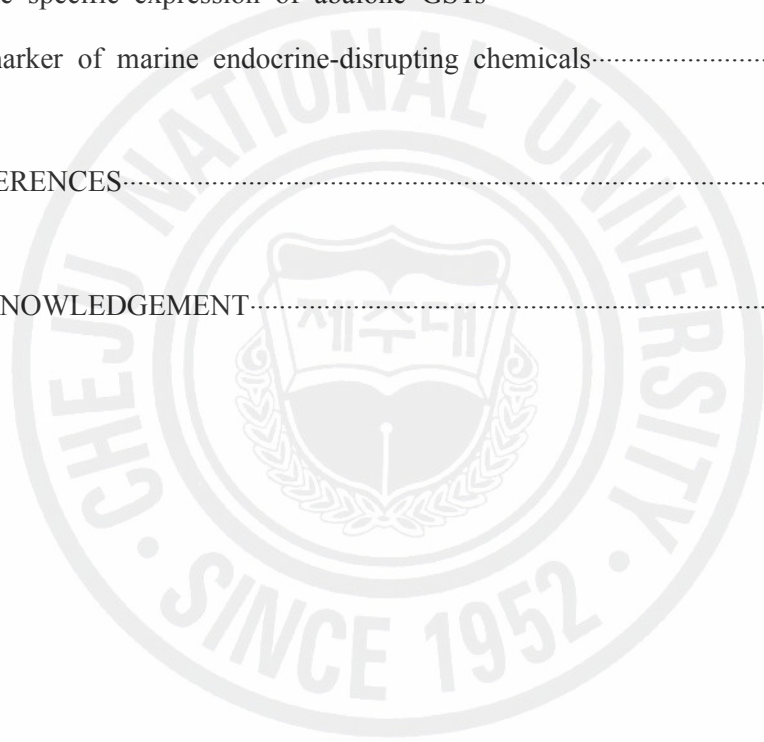 specific expression of abalone GSTs
marker of marine endocrine-disrupting chemicals
ERENCES
NOWLEDGEMENT
CHEJU NATIONAL UNIVERSITY
제주대
SINCE 1952